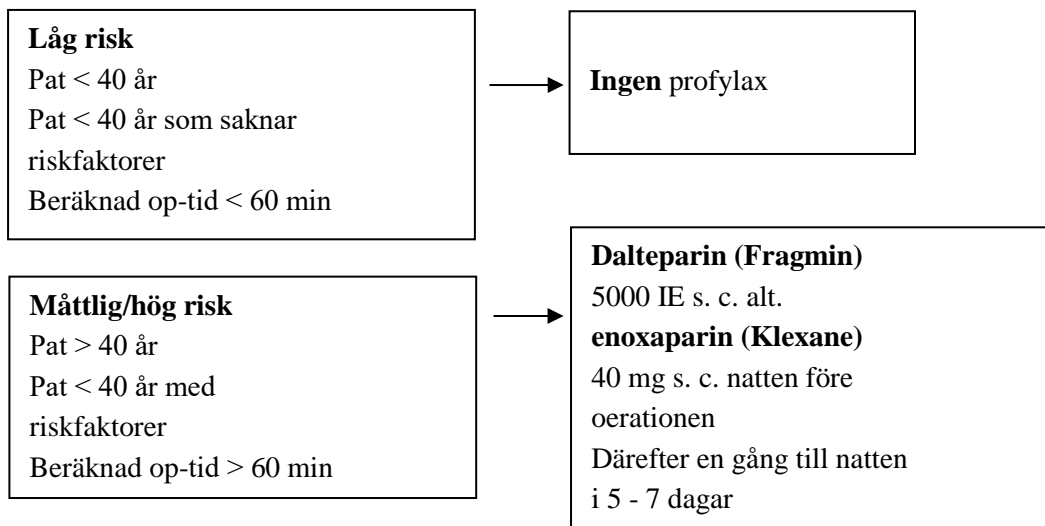 Låg risk
Pat < 40 år
Pat < 40 år som saknar
riskfaktorer
Beräknad op-tid < 60 min
Ingen profylax
Måttlig/hög risk
Pat > 40 år
Pat < 40 år med
riskfaktorer
Beräknad op-tid > 60 min
Dalteparin (Fragmin)
5000 IE s. c. alt.
enoxaparin (Klexane)
40 mg s. c. natten före
oerationen
Därefter en gång till natten
i 5 - 7 dagar